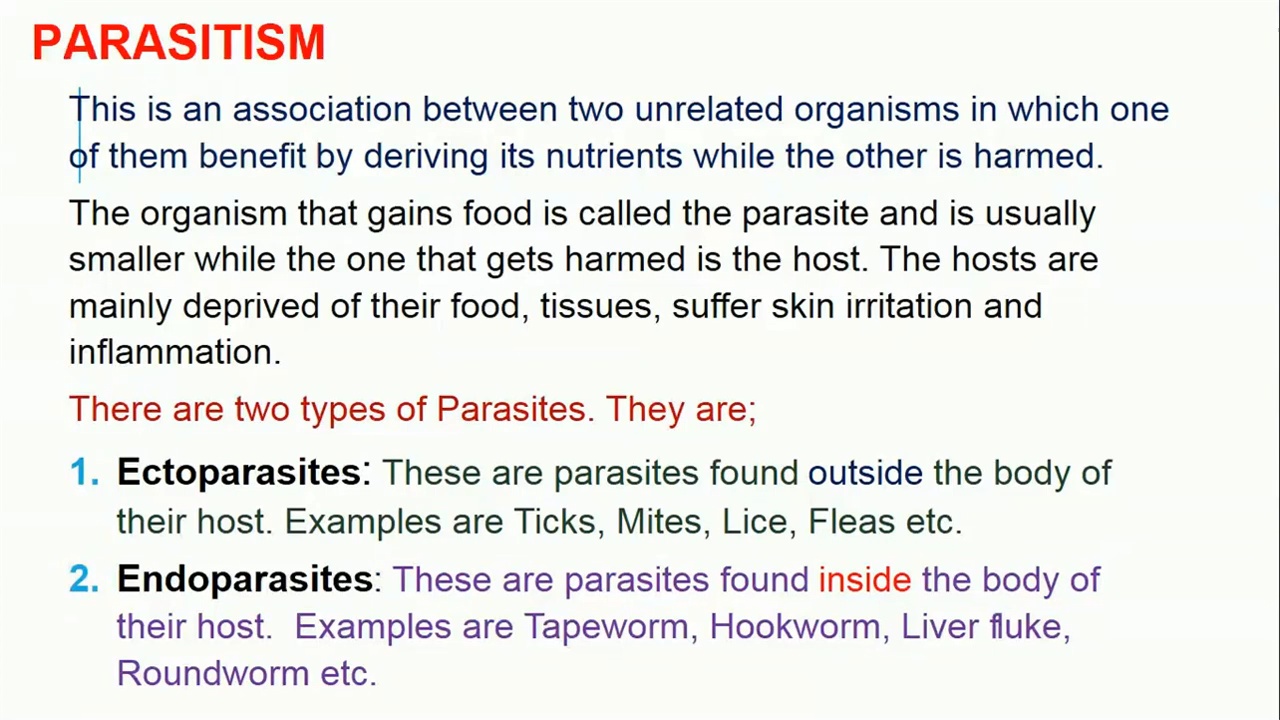 PARASITISM
This is an association between two unrelated organisms in which one
of them benefit by deriving its nutrients while the other is harmed.
The organism that gains food is called the parasite and is usually
smaller while the one that gets harmed is the host. The hosts are
mainly deprived of their food, tissues, suffer skin irritation and
inflammation.
There are two types of Parasites. They are;
1. Ectoparasites: These are parasites found outside the body of
their host. Examples are Ticks, Mites, Lice, Fleas etc.
2. Endoparasites: These are parasites found inside the body of
their host. Examples are Tapeworm, Hookworm, Liver fluke,
Roundworm etc.